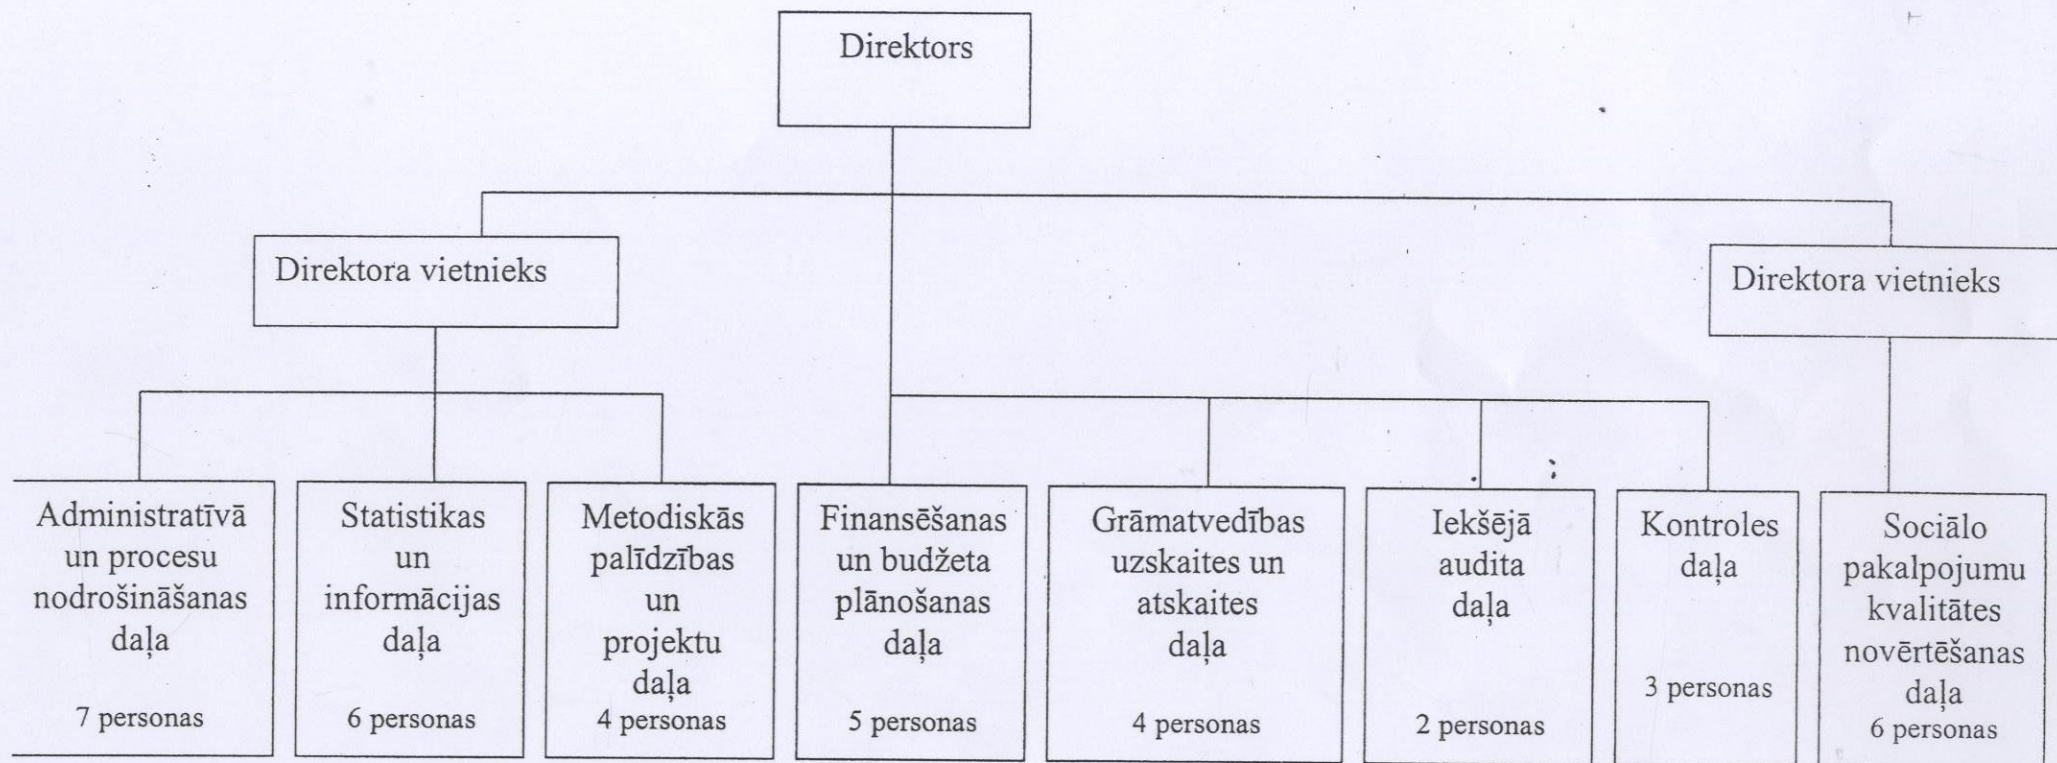 Direktors
Direktora vietnieks
Direktora vietnieks
Administratīvā
un procesu
nodrošināšanas
daļa
7 personas
Statistikas
un
informācijas
daļa
6 personas
Metodiskās
palīdzības
un
projektu
daļa
4 personas
Finansēšanas
un budžeta
plānošanas
daļa
5 personas
Grāmatvedības
uzskaites un
atskaites
daļa
4 personas
Iekšējā
audita
daļa
2 personas
Kontroles
daļa
3 personas
Sociālo
pakalpojumu
kvalitātes
novērtēšanas
daļa
6 personas